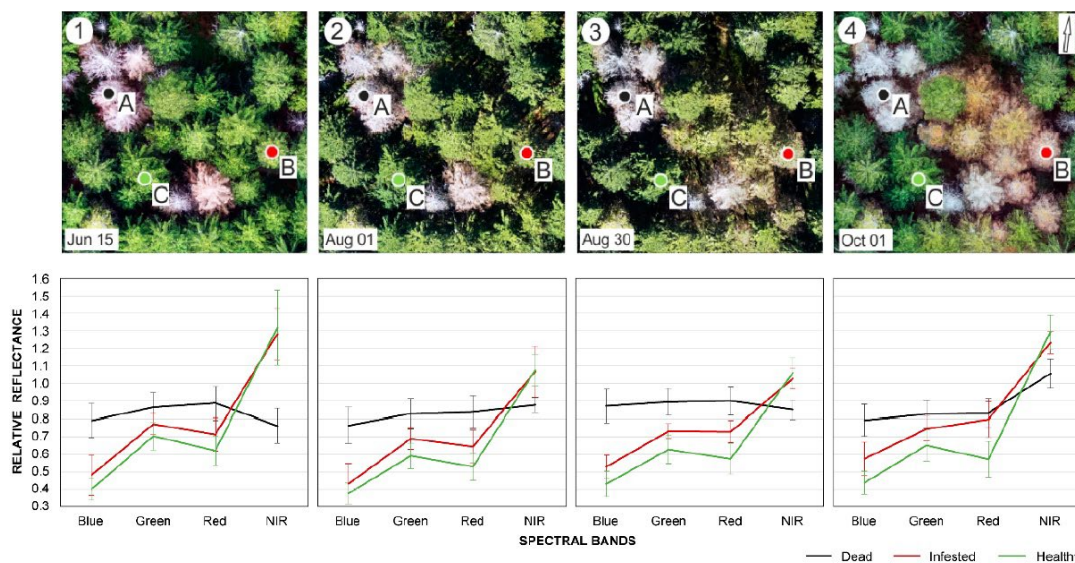 1 2 3 4
A A A A
B B B B
C C C C
Jun 15 Aug 01 Aug 30 Oct 01
RELATIVE REFLECTANCE
1.6
1.5
1.4
1.3
1.2
1.1
1.0
0.9
0.8
0.7
0.6
0.5
0.4
0.3
Blue Green Red NIR Blue Green Red NIR Blue Green Red NIR Blue Green Red NIR
SPECTRAL BANDS
Dead Infested Healthy